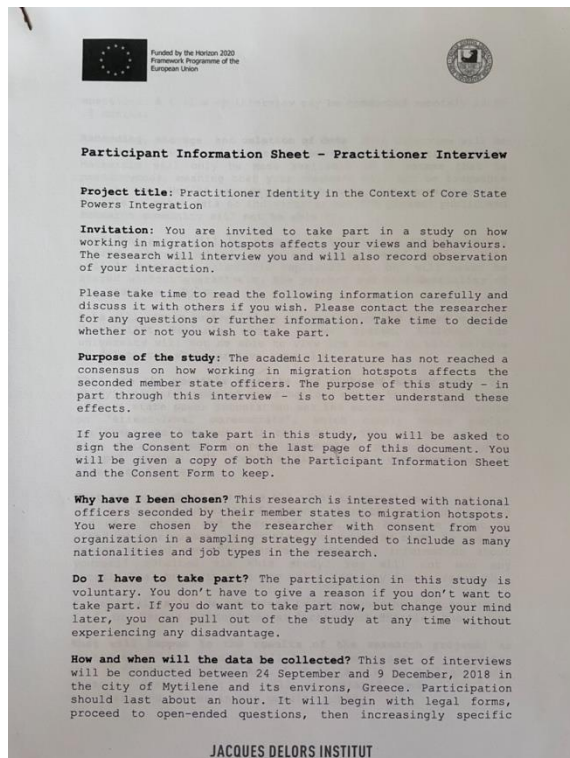 Funded by the Horizon 2020
Framework Programme of the
European Union
Participant Information Sheet – Practitioner Interview
Project title: Practitioner Identity in the Context of Core State
Powers Integration
Invitation: You are invited to take part in a study on how
working in migration hotspots affects your views and behaviours.
The research will interview you and will also record observation
of your interaction.
Please take time to read the following information carefully and
discuss it with others if you wish. Please contact the researcher
for any questions or further information. Take time to decide
whether or not you wish to take part.
Purpose of the study: The academic literature has not reached a
consensus on how working in migration hotspots affects the
seconded member state officers. The purpose of this study – in
part through this interview – is to better understand these
effects.
If you agree to take part in this study, you will be asked to
sign the Consent Form on the last page of this document. You
will be given a copy of both the Participant Information Sheet
and the Consent Form to keep.
Why have I been chosen? This research is interested with national
officers seconded by their member states to migration hotspots.
You were chosen by the researcher with consent from you
organization in a sampling strategy intended to include as many
nationalities and job types in the research.
Do I have to take part? The participation in this study is
voluntary. You don't have to give a reason if you don't want to
take part. If you do want to take part now, but change your mind
later, you can pull out of the study at any time without
experiencing any disadvantage.
How and when will the data be collected? This set of interviews
will be conducted between 24 September and 9 December, 2018 in
the city of Mytilene and its environs, Greece. Participation
should last about an hour. It will begin with legal forms,
proceed to open-ended questions, then increasingly specific
JACQUES DELORS INSTITUT